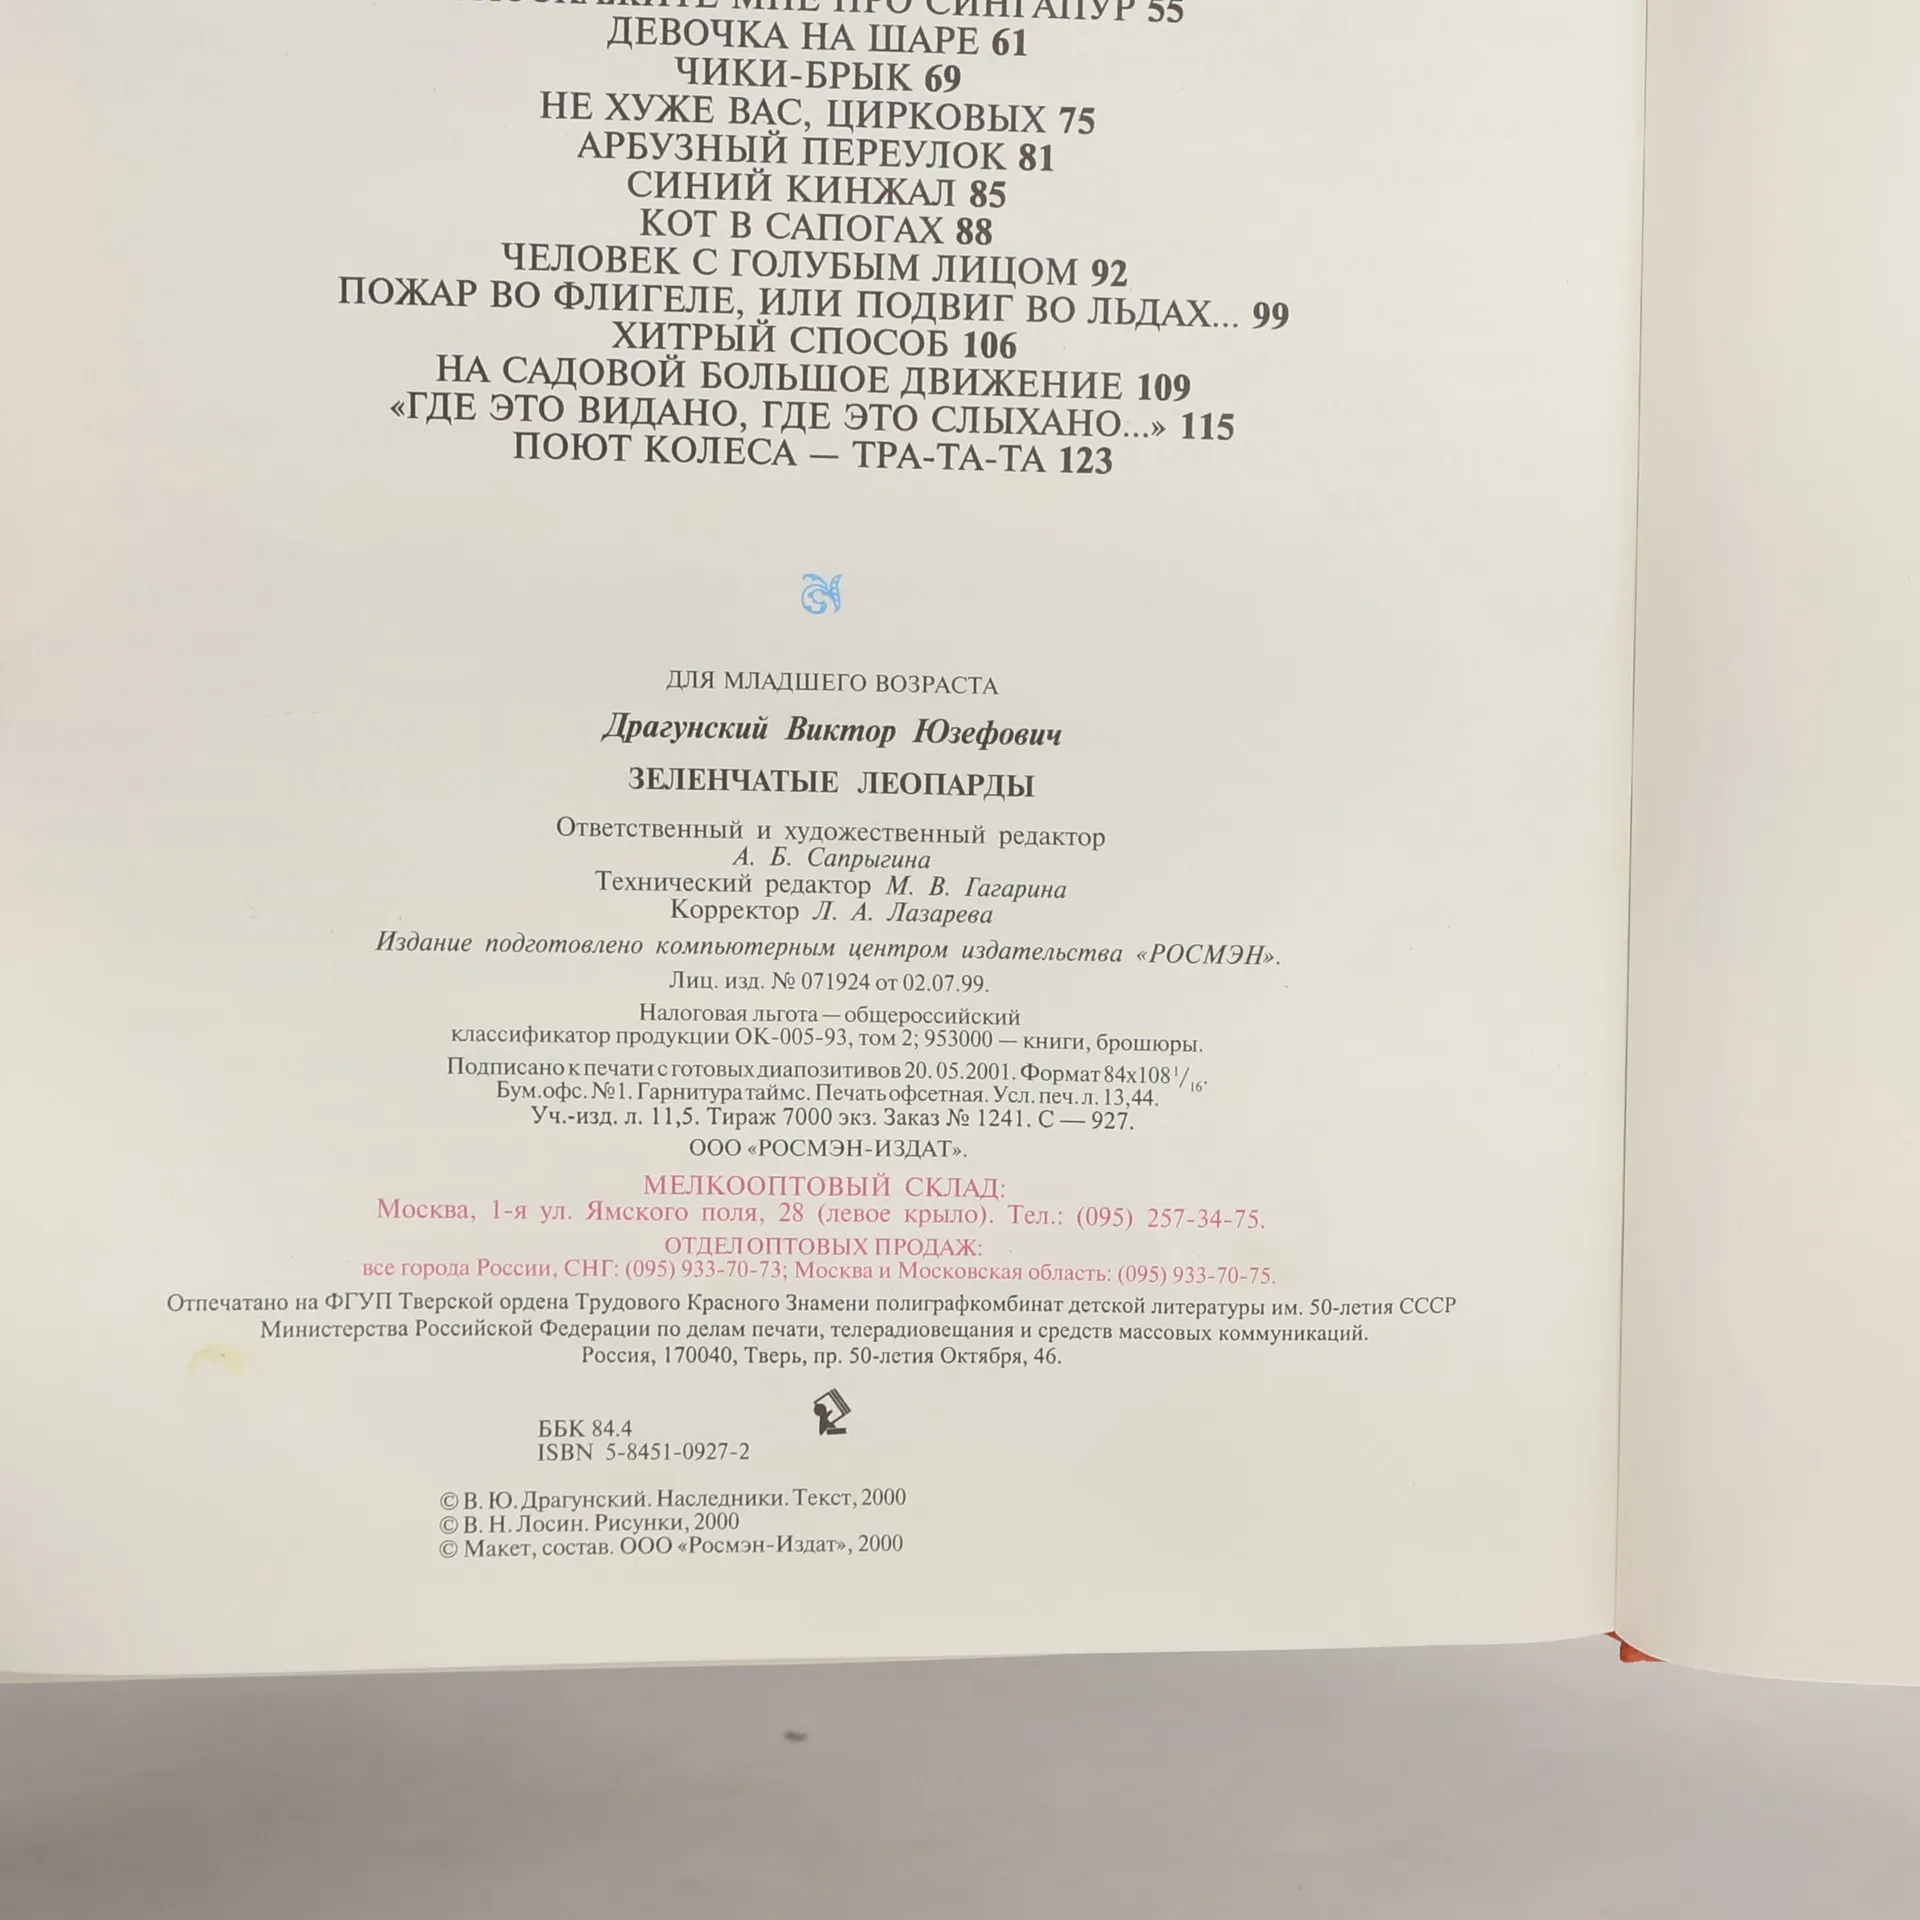 МНЕ ПРО СИНГАПУР 55
ДЕВОЧКА НА ШАРЕ 61
ЧИКИ-БРЫК 69
НЕ ХУЖЕ ВАС, ЦИРКОВЫХ 75
АРБУЗНЫЙ ПЕРЕУЛОК 81
СИНИЙ КИНЖАЛ 85
КОТ В САПОГАХ 88
ЧЕЛОВЕК С ГОЛУБЫМ ЛИЦОМ 92
ПОЖАР ВО ФЛИГЕЛЕ, ИЛИ ПОДВИГ ВО ЛЬДАХ... 99
ХИТРЫЙ СПОСОБ 106
НА САДОВОЙ БОЛЬШОЕ ДВИЖЕНИЕ 109
«ГДЕ ЭТО ВИДАНО, ГДЕ ЭТО СЛЫХАНО...» 115
ПОЮТ КОЛЕСА — ТРА-ТА-ТА 123
ДЛЯ МЛАДШЕГО ВОЗРАСТА
Драгунский Виктор Юзефович
ЗЕЛЕНЧАТЫЕ ЛЕОПАРДЫ
Ответственный и художественный редактор
А. Б. Сапрыгина
Технический редактор М. В. Гагарина
Корректор Л. А. Лазарева
Издание подготовлено компьютерным центром издательства «РОСМЭН».
Лиц. изд. № 071924 от 02.07.99.
Налоговая льгота — общероссийский
классификатор продукции ОК-005-93, том 2; 953000 — книги, брошюры.
Подписано к печати с готовых диапозитивов 20.05.2001. Формат 84х108 1/16.
Бум. офс. №1. Гарнитура таймс. Печать офсетная. Усл. печ. л. 13,44.
Уч.-изд. л. 11,5. Тираж 7000 экз. Заказ № 1241. С — 927.
ООО «РОСМЭН-ИЗДАТ».
МЕЛКООПТОВЫЙ СКЛАД:
Москва, 1-я ул. Ямского поля, 28 (левое крыло). Тел.: (095) 257-34-75.
ОТДЕЛ ОПТОВЫХ ПРОДАЖ:
все города России, СНГ: (095) 933-70-73; Москва и Московская область: (095) 933-70-75.
Отпечатано на ФГУП Тверской ордена Трудового Красного Знамени полиграфкомбинат детской литературы им. 50-летия СССР
Министерства Российской Федерации по делам печати, телерадиовещания и средств массовых коммуникаций.
Россия, 170040, Тверь, пр. 50-летия Октября, 46.
ББК 84.4
ISBN 5-8451-0927-2
© В. Ю. Драгунский. Наследники. Текст, 2000
© В. Н. Лосин. Рисунки, 2000
© Макет, состав. ООО «Росмэн-Издат», 2000